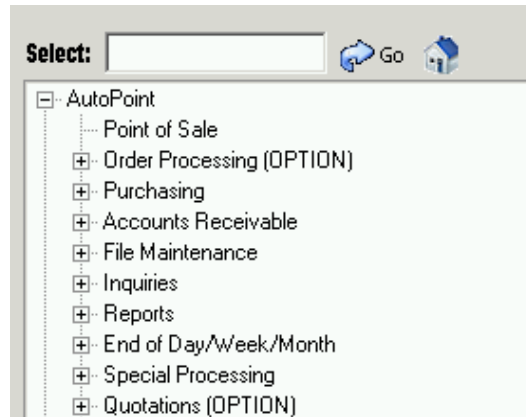 Select: Go
AutoPoint
Point of Sale
Order Processing (OPTION)
Purchasing
Accounts Receivable
File Maintenance
Inquiries
Reports
End of Day/Week/Month
Special Processing
Quotations (OPTION)